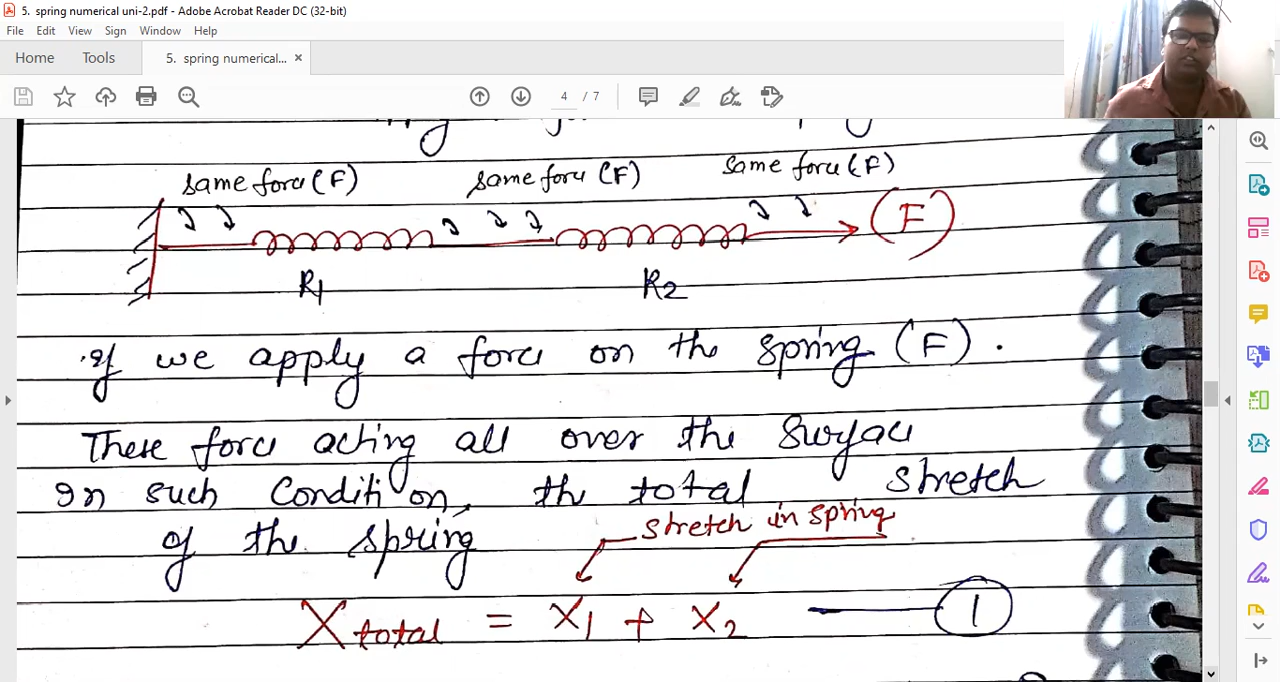 5. spring numerical uni-2.pdf - Adobe Acrobat Reader DC (32-bit)
File Edit View Sign Window Help
Home Tools 5. spring numerical... ×
4 / 7
same force (F) same force (F) same force (F)
(F)
K1 K2
If we apply a force on the spring (F).
These force acting all over the Surface
In such Condition, the total stretch
of the spring
stretch in spring
X total = X1 + X2 1